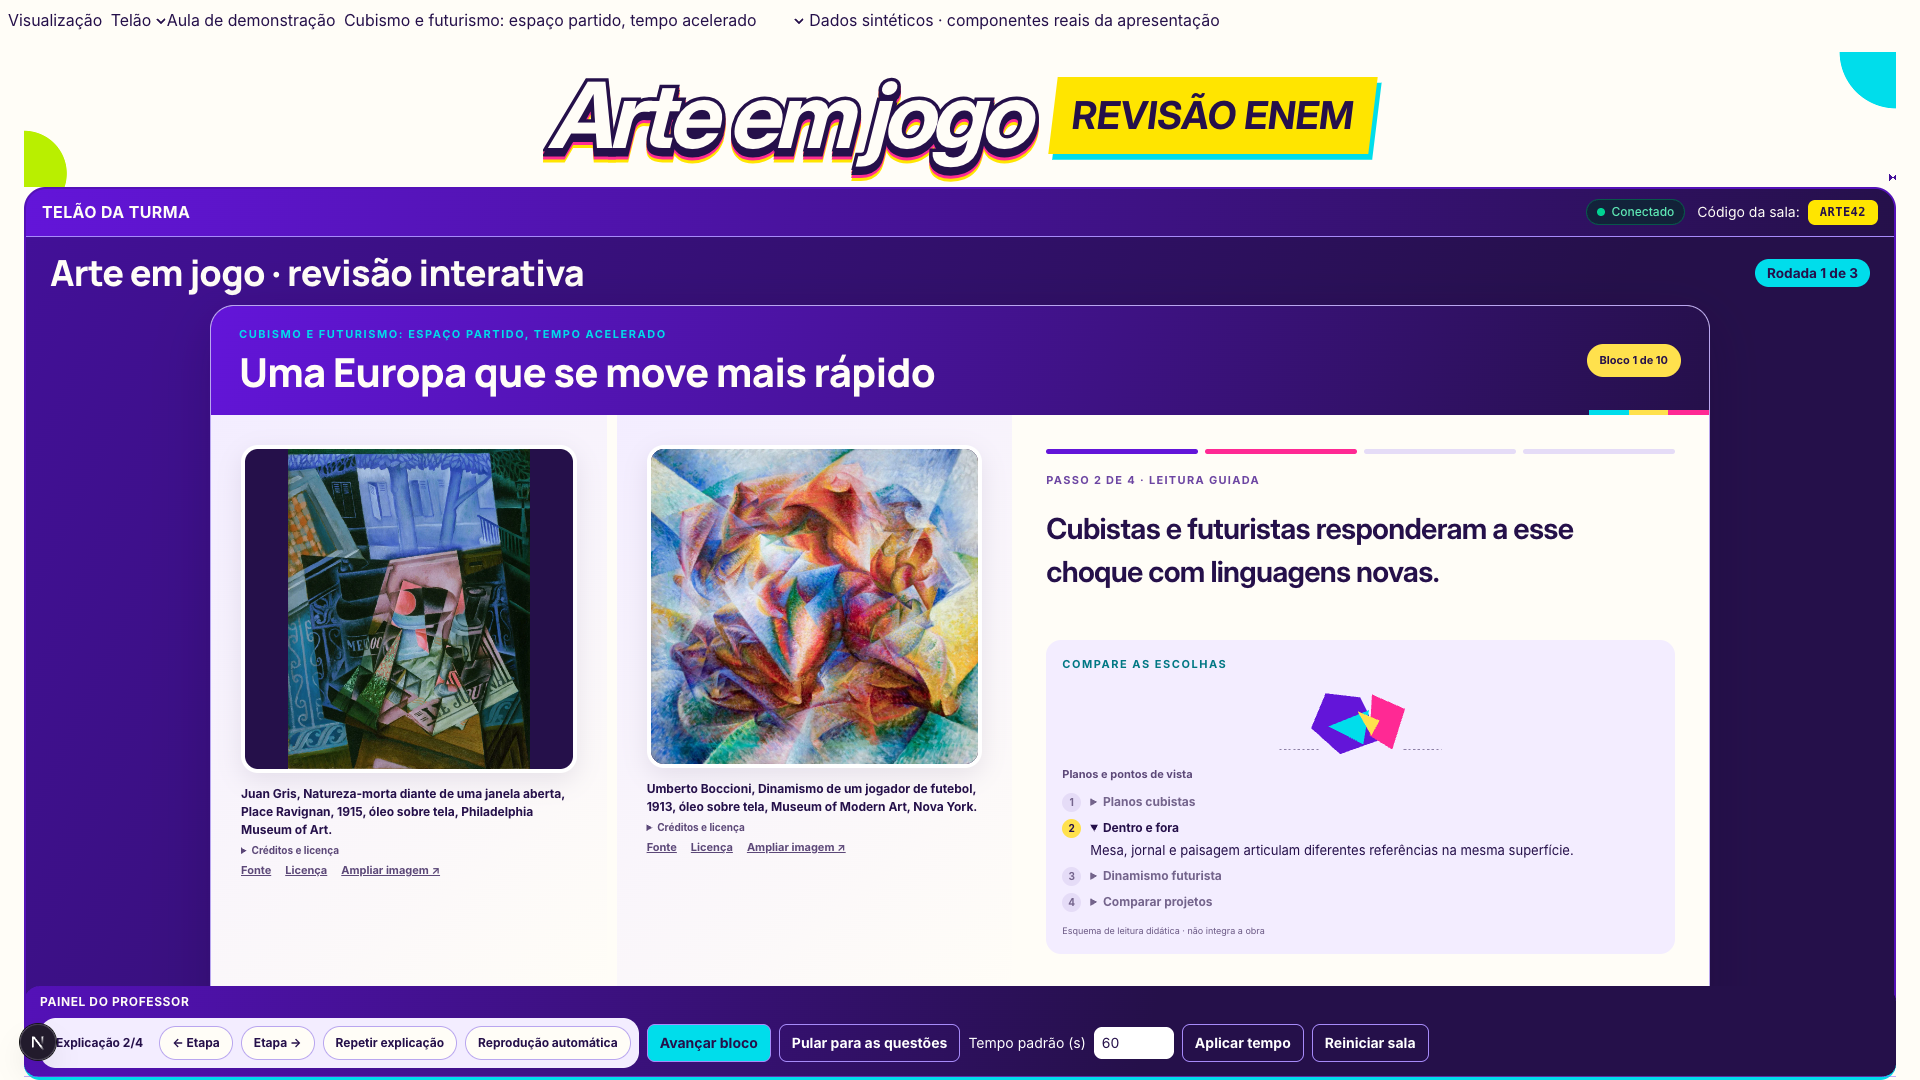 Visualização Telão Aula de demonstração Cubismo e futurismo: espaço partido, tempo acelerado Dados sintéticos · componentes reais da apresentação
Arte em jogo REVISÃO ENEM
TELÃO DA TURMA
Conectado
Código da sala: ARTE42
Arte em jogo · revisão interativa
Rodada 1 de 3
CUBISMO E FUTURISMO: ESPAÇO PARTIDO, TEMPO ACELERADO
Uma Europa que se move mais rápido
Bloco 1 de 10
Juan Gris, Natureza-morta diante de uma janela aberta,
Place Ravignan, 1915, óleo sobre tela, Philadelphia
Museum of Art.
Créditos e licença
Fonte Licença Ampliar imagem ↗
Umberto Boccioni, Dinamismo de um jogador de futebol,
1913, óleo sobre tela, Museum of Modern Art, Nova York.
Créditos e licença
Fonte Licença Ampliar imagem ↗
PASSO 2 DE 4 · LEITURA GUIADA
Cubistas e futuristas responderam a esse
choque com linguagens novas.
COMPARE AS ESCOLHAS
Planos e pontos de vista
1 ▶ Planos cubistas
2 ▼ Dentro e fora
Mesa, jornal e paisagem articulam diferentes referências na mesma superfície.
3 ▶ Dinamismo futurista
4 ▶ Comparar projetos
Esquema de leitura didática · não integra a obra
PAINEL DO PROFESSOR
N
Explicação 2/4 ← Etapa Etapa → Repetir explicação Reprodução automática Avançar bloco Pular para as questões Tempo padrão (s) 60 Aplicar tempo Reiniciar sala